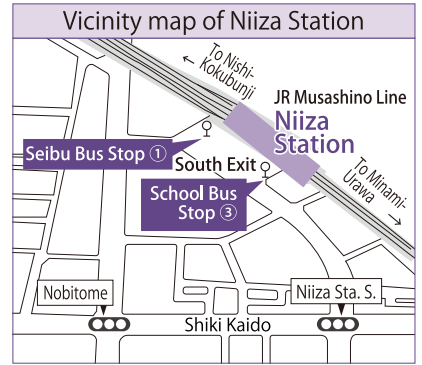 Vicinity map of Niiza Station
← To Nishi-
Kokubunji
JR Musashino Line
Niiza
Station
Seibu Bus Stop ①
South Exit
School Bus
Stop ③
To Minami-
Urawa →
Nobitome
Niiza Sta. S.
Shiki Kaido